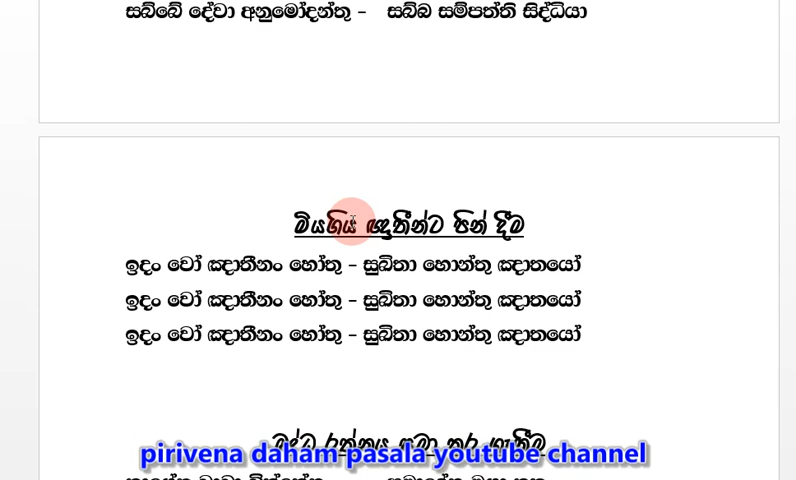 සබ්බේ දේවා අනුමෝදන්තු - සබ්බ සම්පත්ති සිද්ධියා
මියගිය ඥාතීන්ට පින් දීම
ඉදං වෝ ඤාතීනං හෝතු - සුඛිතා හොන්තු ඤාතයෝ
ඉදං වෝ ඤාතීනං හෝතු - සුඛිතා හොන්තු ඤාතයෝ
ඉදං වෝ ඤාතීනං හෝතු - සුඛිතා හොන්තු ඤාතයෝ
pirivena daham pasala youtube channel